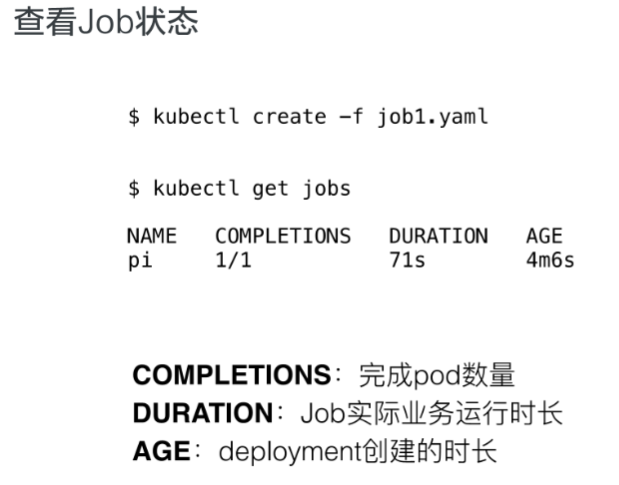 查看Job状态
$ kubectl create -f job1.yaml
$ kubectl get jobs
NAME COMPLETIONS DURATION AGE
pi 1/1 71s 4m6s
COMPLETIONS：完成pod数量
DURATION：Job实际业务运行时长
AGE：deployment创建的时长